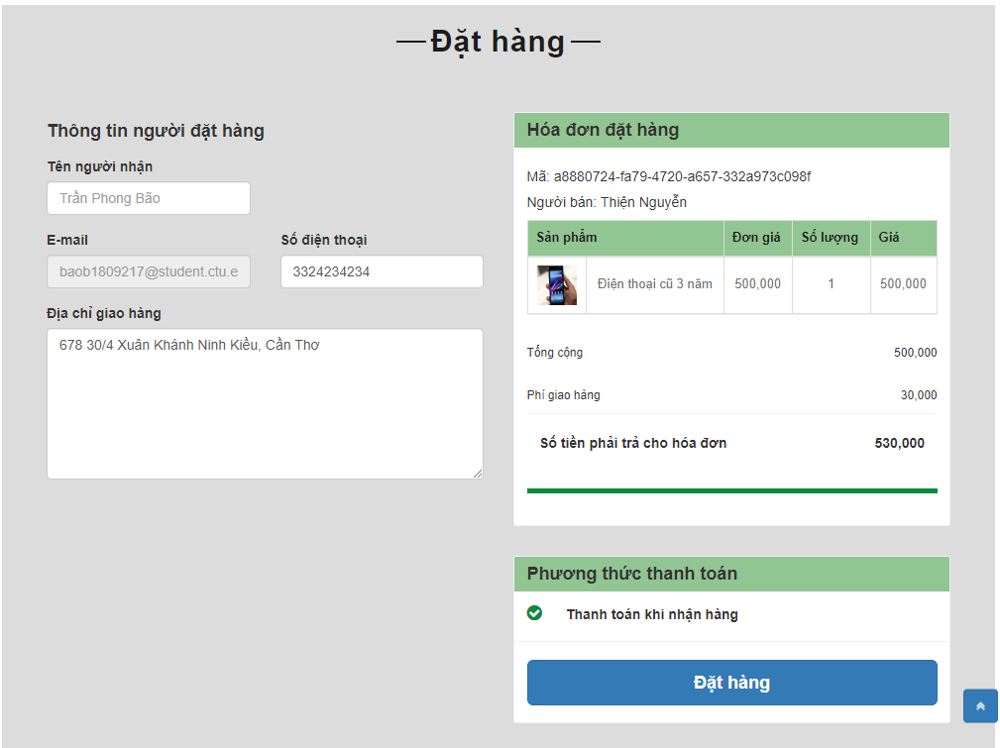 Đặt hàng
Thông tin người đặt hàng
Tên người nhận
Trần Phong Bão
E-mail
Số điện thoại
baob1809217@student.ctu.e
3324234234
Địa chỉ giao hàng
678 30/4 Xuân Khánh Ninh Kiều, Cần Thơ
Hóa đơn đặt hàng
Mã: a8880724-fa79-4720-a657-332a973c098f
Người bán: Thiện Nguyễn
Sản phẩm Đơn giá Số lượng Giá
Điện thoại cũ 3 năm 500,000 1 500,000
Tổng cộng 500,000
Phí giao hàng 30,000
Số tiền phải trả cho hóa đơn 530,000
Phương thức thanh toán
Thanh toán khi nhận hàng
Đặt hàng